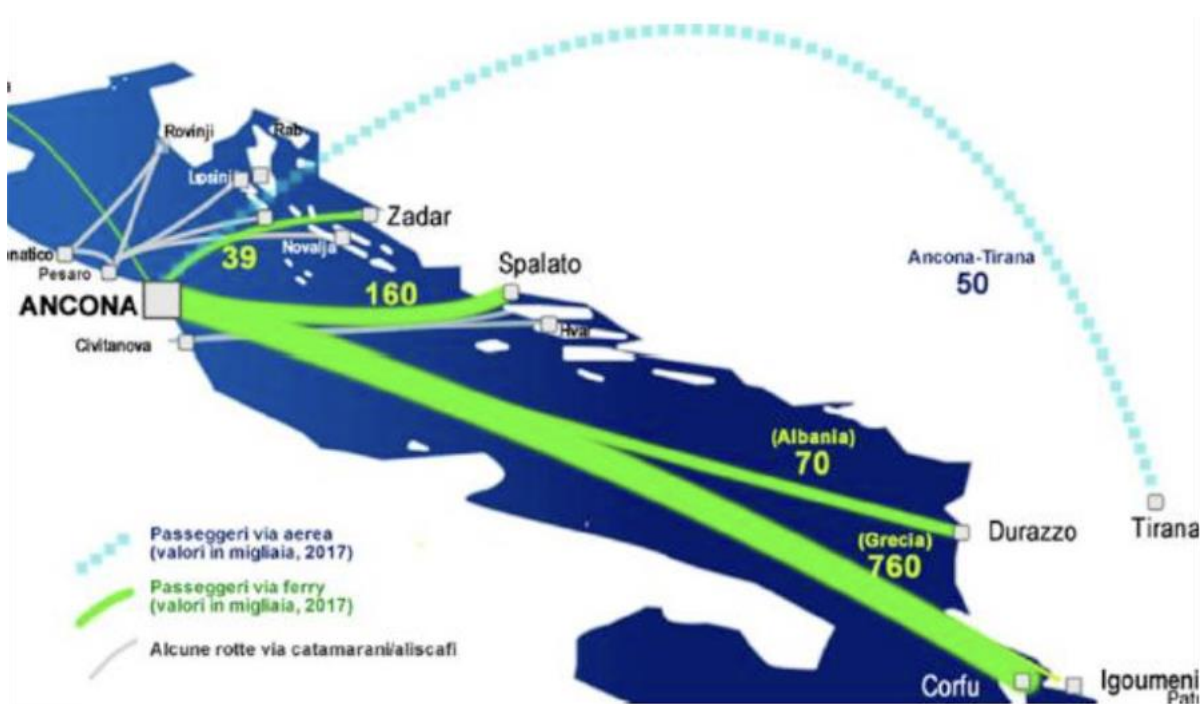 Rovinji
Rab
Losinj
Zadar
Novalja
39
Pesaro
Spalato
160
ANCONA
Ancona-Tirana
50
Civitanova
Hva
(Albania)
70
Tirana
Durazzo
(Grecia)
760
Passeggeri via aerea
(valori in migliaia, 2017)
Passeggeri via ferry
(valori in migliaia, 2017)
Alcune rotte via catamarani/aliscafi
Corfu
Igoumeni